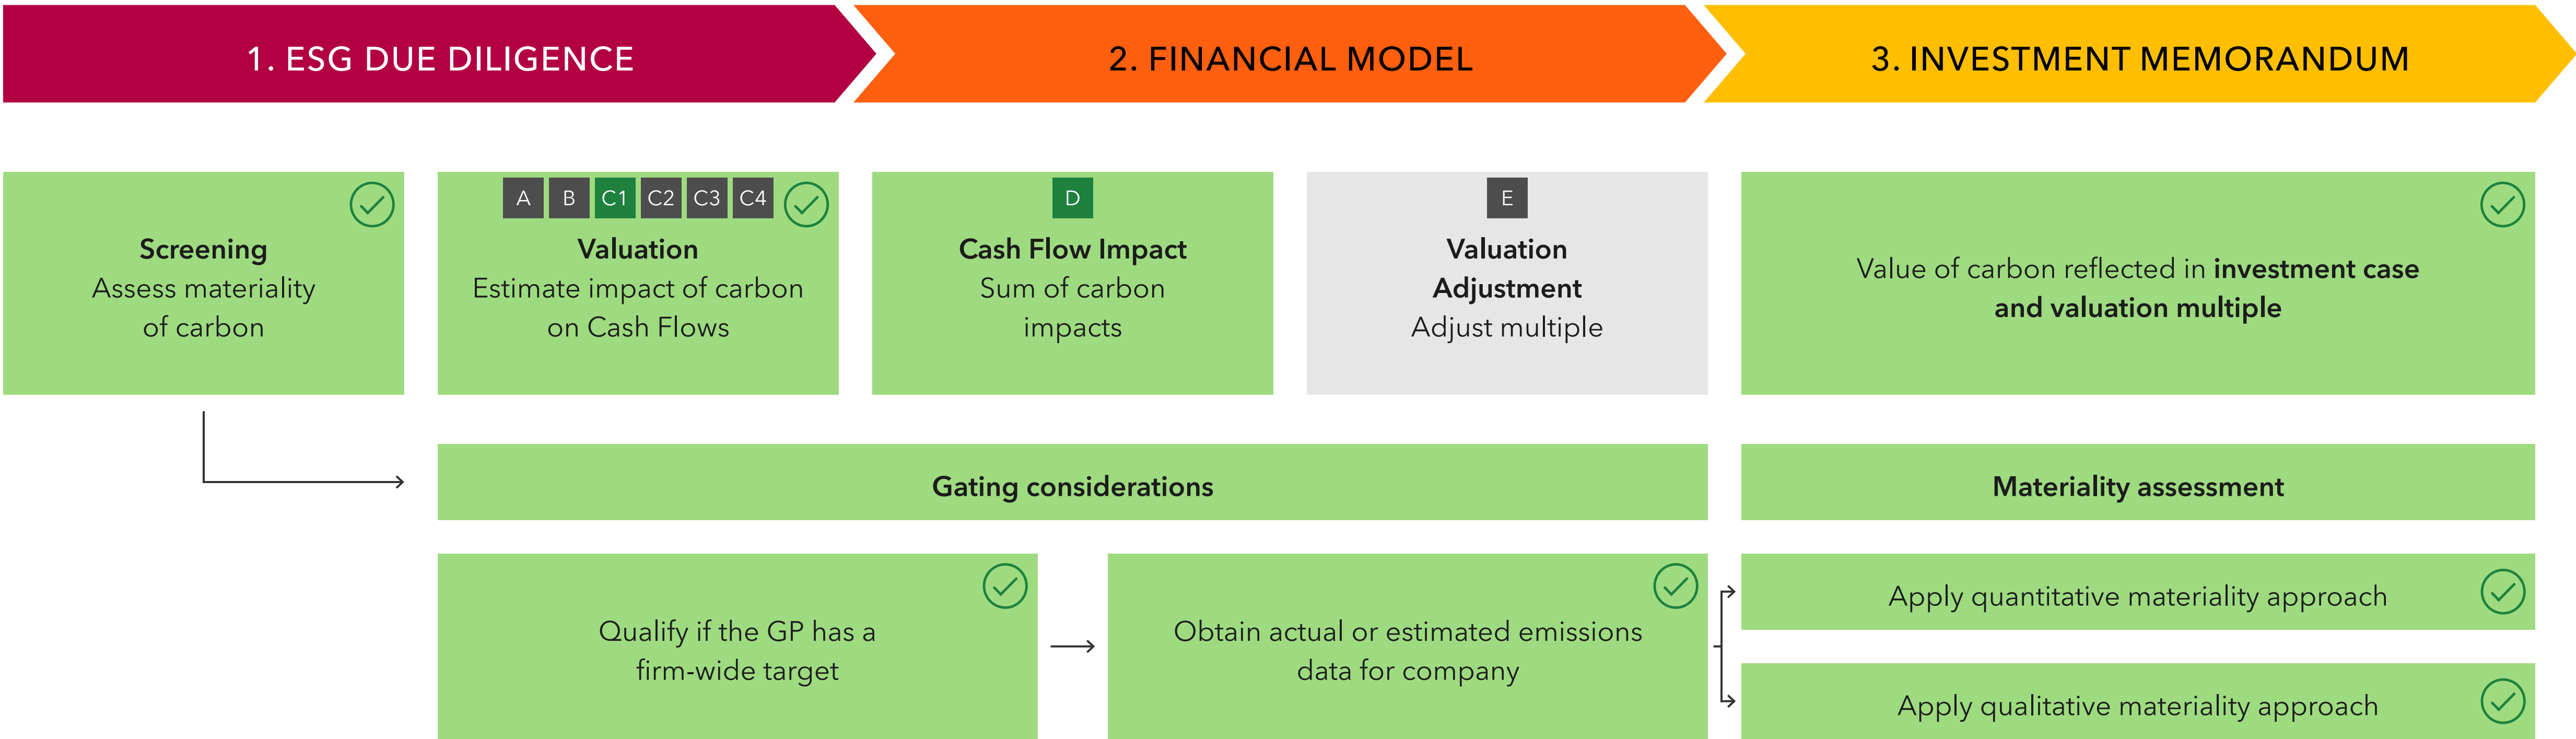 1. ESG DUE DILIGENCE
2. FINANCIAL MODEL
3. INVESTMENT MEMORANDUM
Screening
Assess materiality
of carbon
A B C1 C2 C3 C4
Valuation
Estimate impact of carbon
on Cash Flows
D
Cash Flow Impact
Sum of carbon
impacts
E
Valuation
Adjustment
Adjust multiple
Value of carbon reflected in investment case
and valuation multiple
Gating considerations
Materiality assessment
Qualify if the GP has a
firm-wide target
Obtain actual or estimated emissions
data for company
Apply quantitative materiality approach
Apply qualitative materiality approach